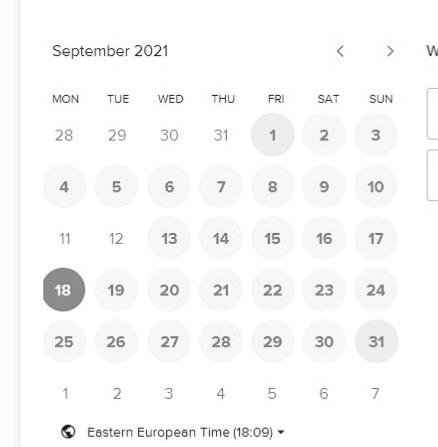 September 2021
W
MON TUE WED THU FRI SAT SUN
28 29 30 31 1 2 3
4 5 6 7 8 9 10
11 12 13 14 15 16 17
18 19 20 21 22 23 24
25 26 27 28 29 30 31
1 2 3 4 5 6 7
Eastern European Time (18:09)